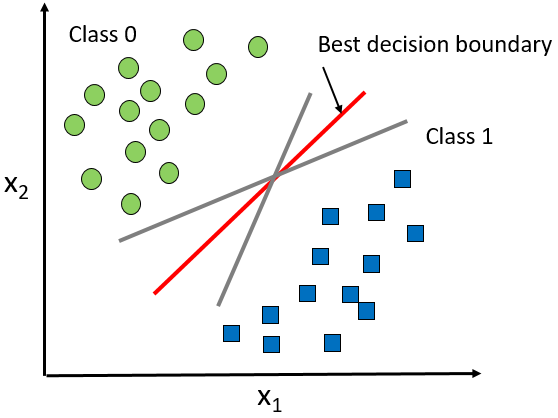 Class 0
Best decision boundary
Class 1
x2
x1